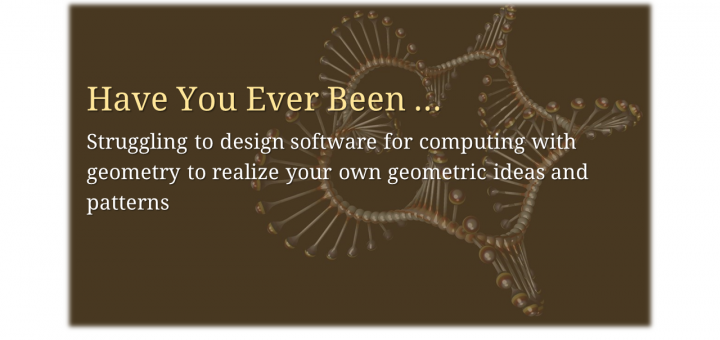 Have You Ever Been ...
Struggling to design software for computing with
geometry to realize your own geometric ideas and
patterns